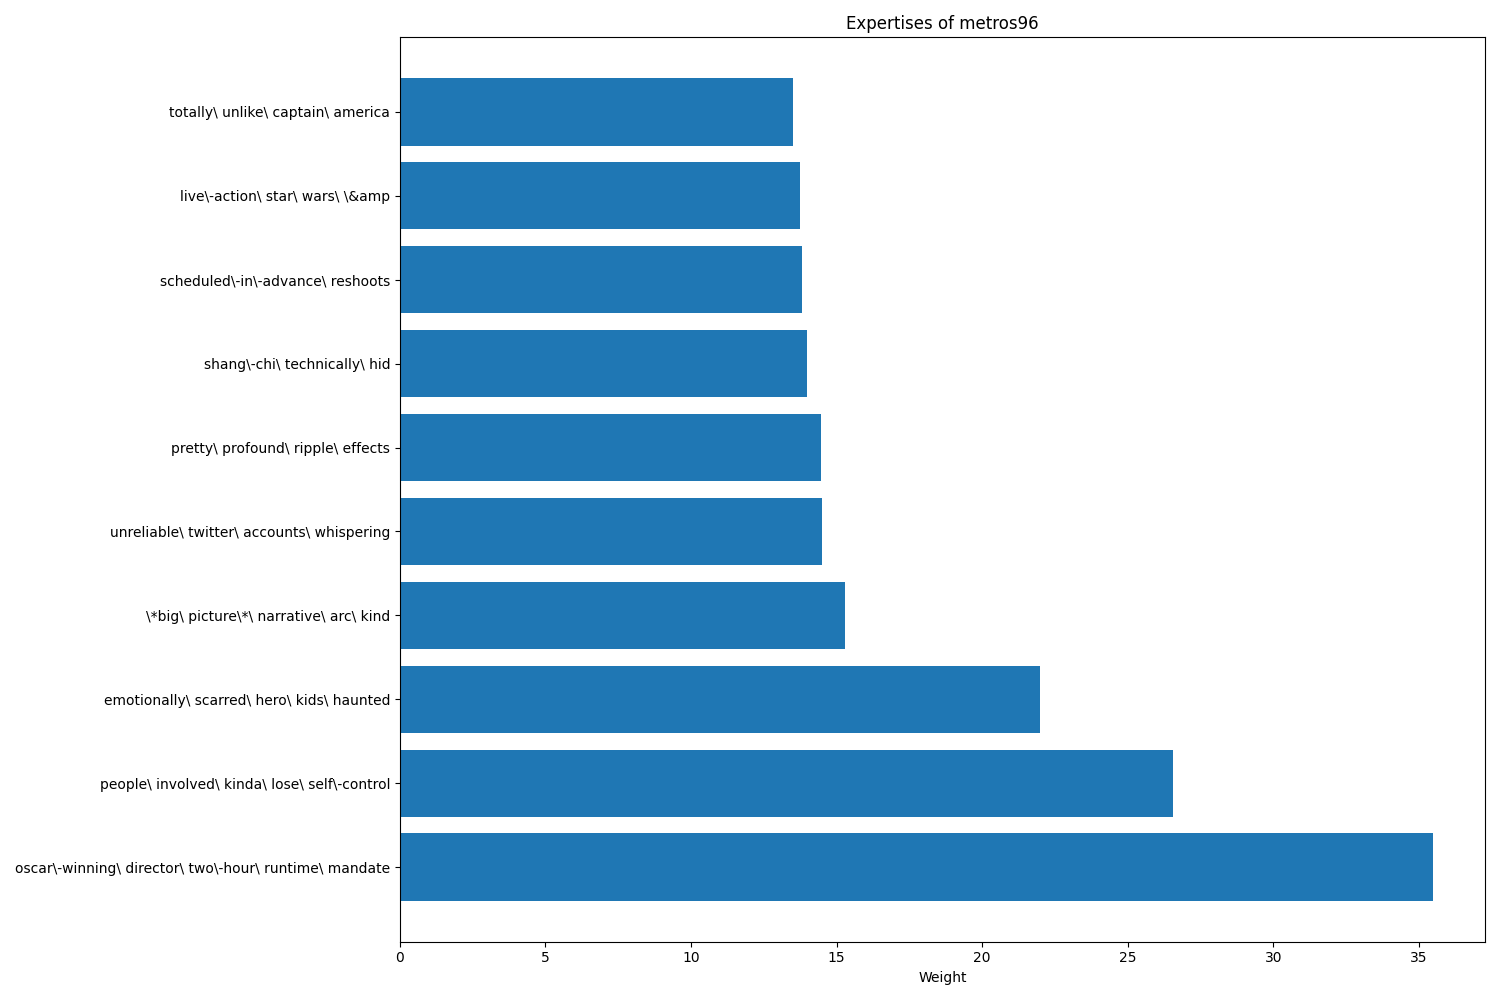 Expertises of metros96
totally\ unlike\ captain\ america
live\-action\ star\ wars\ \&amp
scheduled\-in\-advance\ reshoots
shang\-chi\ technically\ hid
pretty\ profound\ ripple\ effects
unreliable\ twitter\ accounts\ whispering
\*big\ picture\*\ narrative\ arc\ kind
emotionally\ scarred\ hero\ kids\ haunted
people\ involved\ kinda\ lose\ self\-control
oscar\-winning\ director\ two\-hour\ runtime\ mandate
0 5 10 15 20 25 30 35
Weight